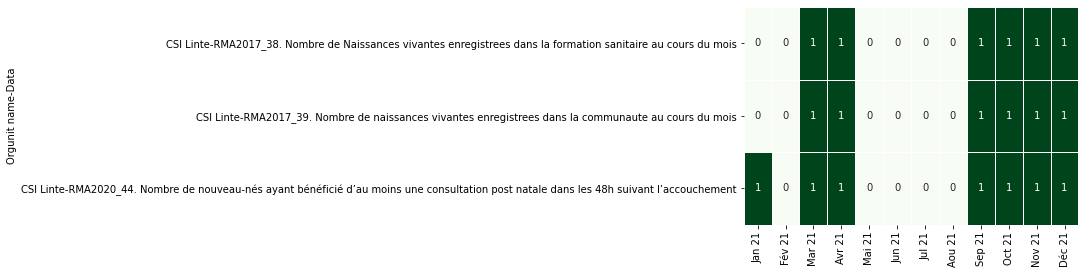 Orgunit name-Data
CSI Linte-RMA2017_38. Nombre de Naissances vivantes enregistrees dans la formation sanitaire au cours du mois
0 0 1 1 0 0 0 0 1 1 1 1
CSI Linte-RMA2017_39. Nombre de naissances vivantes enregistrees dans la communaute au cours du mois
0 0 1 1 0 0 0 0 1 1 1 1
CSI Linte-RMA2020_44. Nombre de nouveau-nés ayant bénéficié d’au moins une consultation post natale dans les 48h suivant l’accouchement
1 0 1 1 0 0 0 0 1 1 1 1
Jan 21
Fév 21
Mar 21
Avr 21
Mai 21
Jun 21
Jul 21
Aou 21
Sep 21
Oct 21
Nov 21
Déc 21